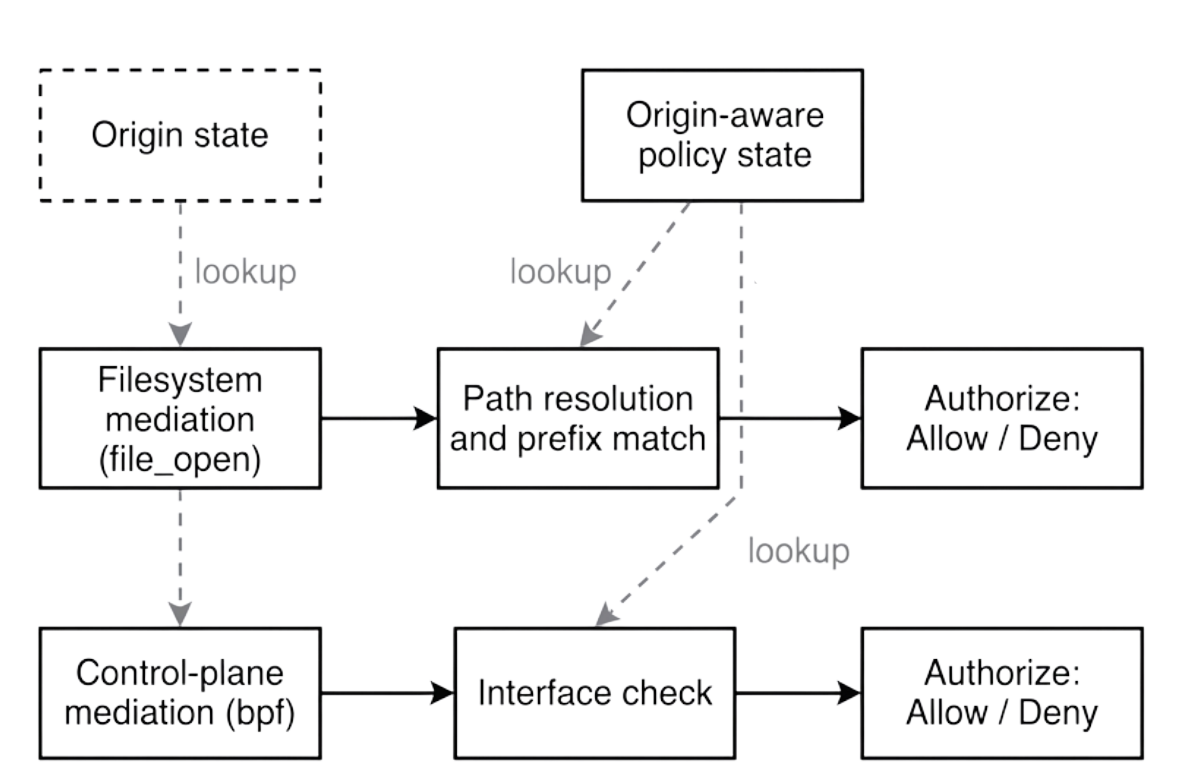 Origin state
Origin-aware
policy state
lookup
lookup
Filesystem
mediation
(file_open)
Path resolution
and prefix match
Authorize:
Allow / Deny
lookup
Control-plane
mediation (bpf)
Interface check
Authorize:
Allow / Deny